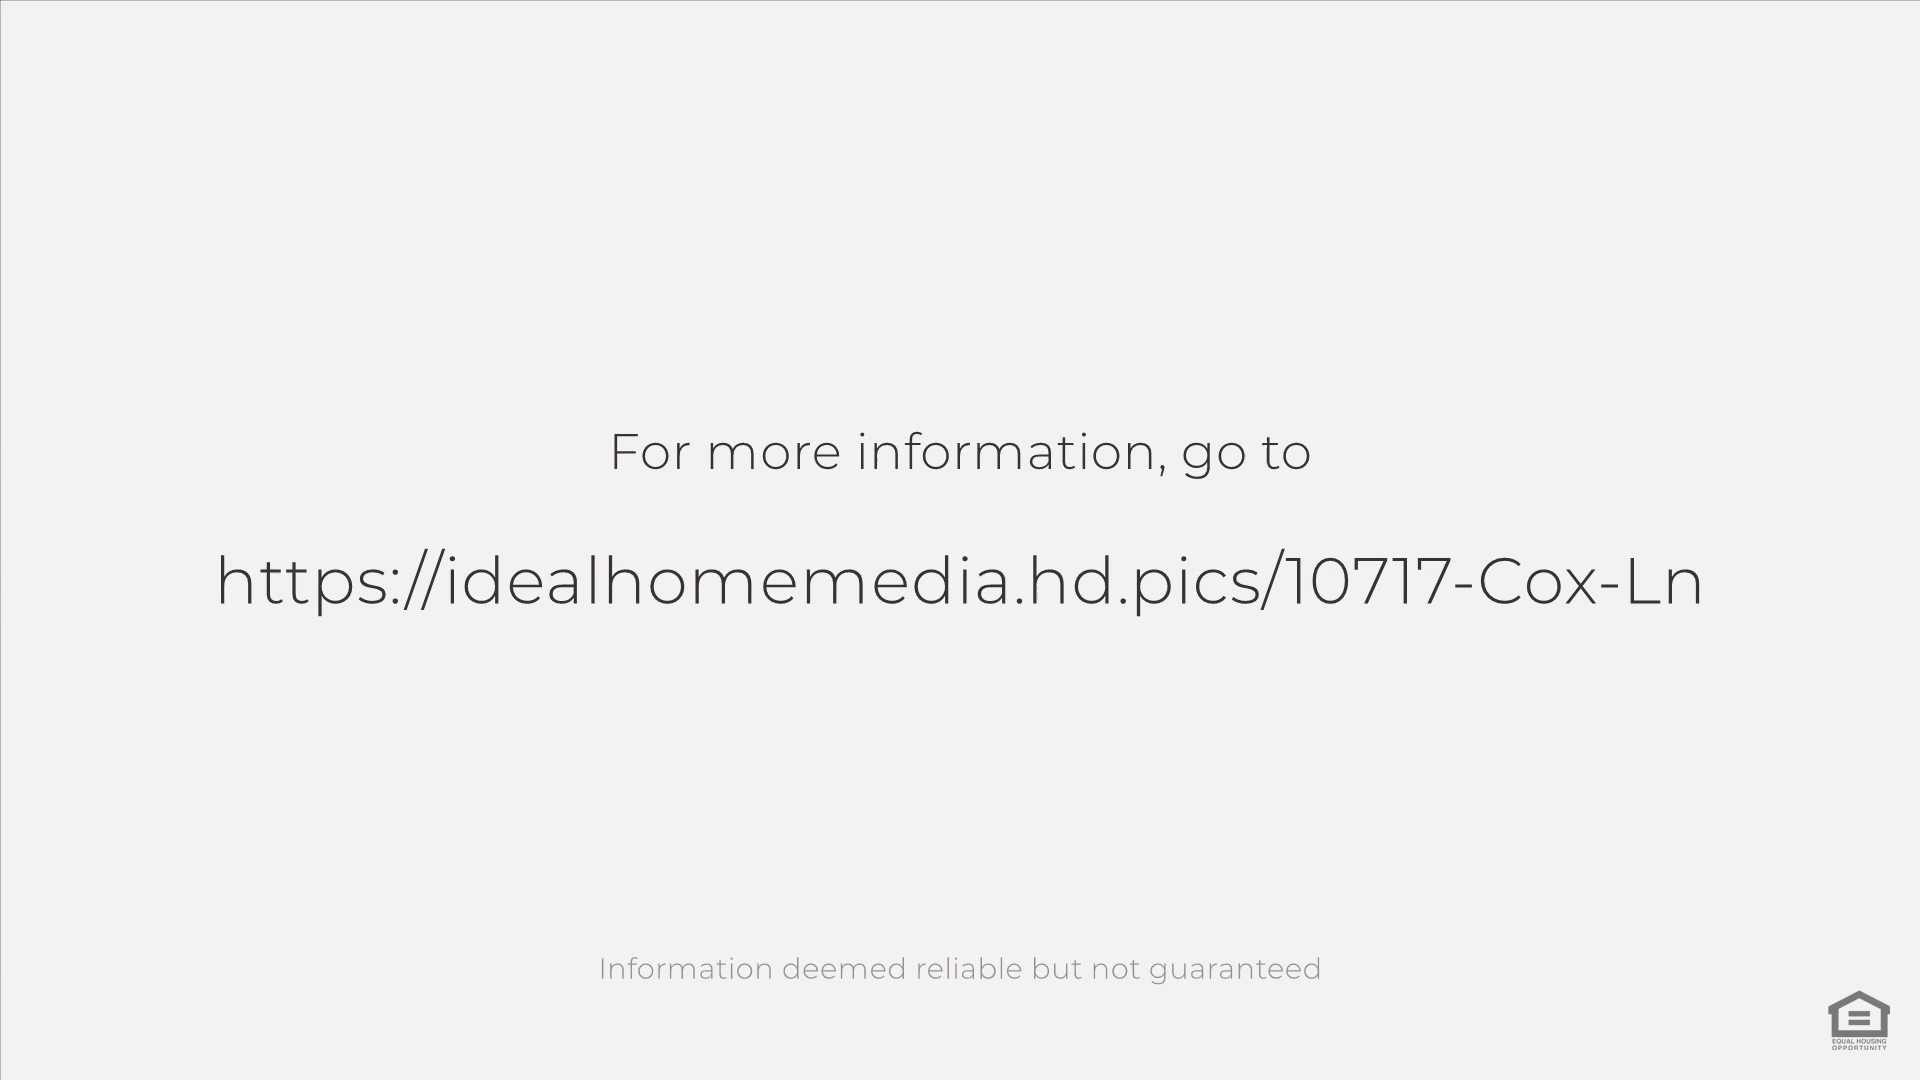 For more information, go to
https://idealhomemedia.hd.pics/10717-Cox-Ln
Information deemed reliable but not guaranteed
EQUAL HOUSING
OPPORTUNITY